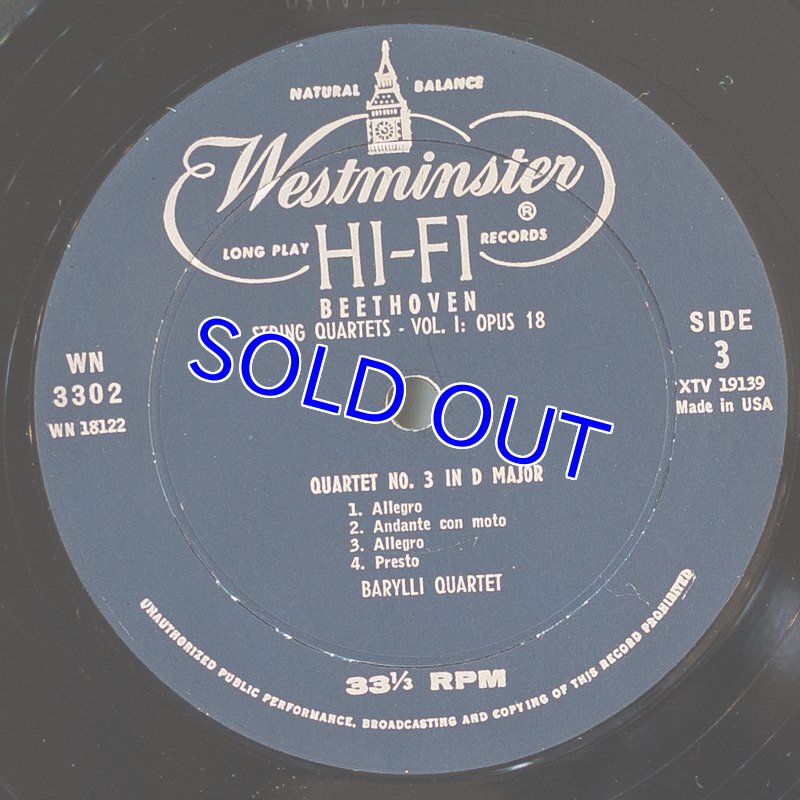 NATURAL BALANCE
Westminster ®
LONG PLAY HI-FI RECORDS
BEETHOVEN
STRING QUARTETS - VOL. I: OPUS 18
WN
3302
WN 18122
SIDE
3
XTV 19139
Made in USA
SOLD OUT
QUARTET NO. 3 IN D MAJOR
1. Allegro
2. Andante con moto
3. Allegro
4. Presto
BARYLLI QUARTET
33⅓ RPM
UNAUTHORIZED PUBLIC PERFORMANCE, BROADCASTING AND COPYING OF THIS RECORD PROHIBITED